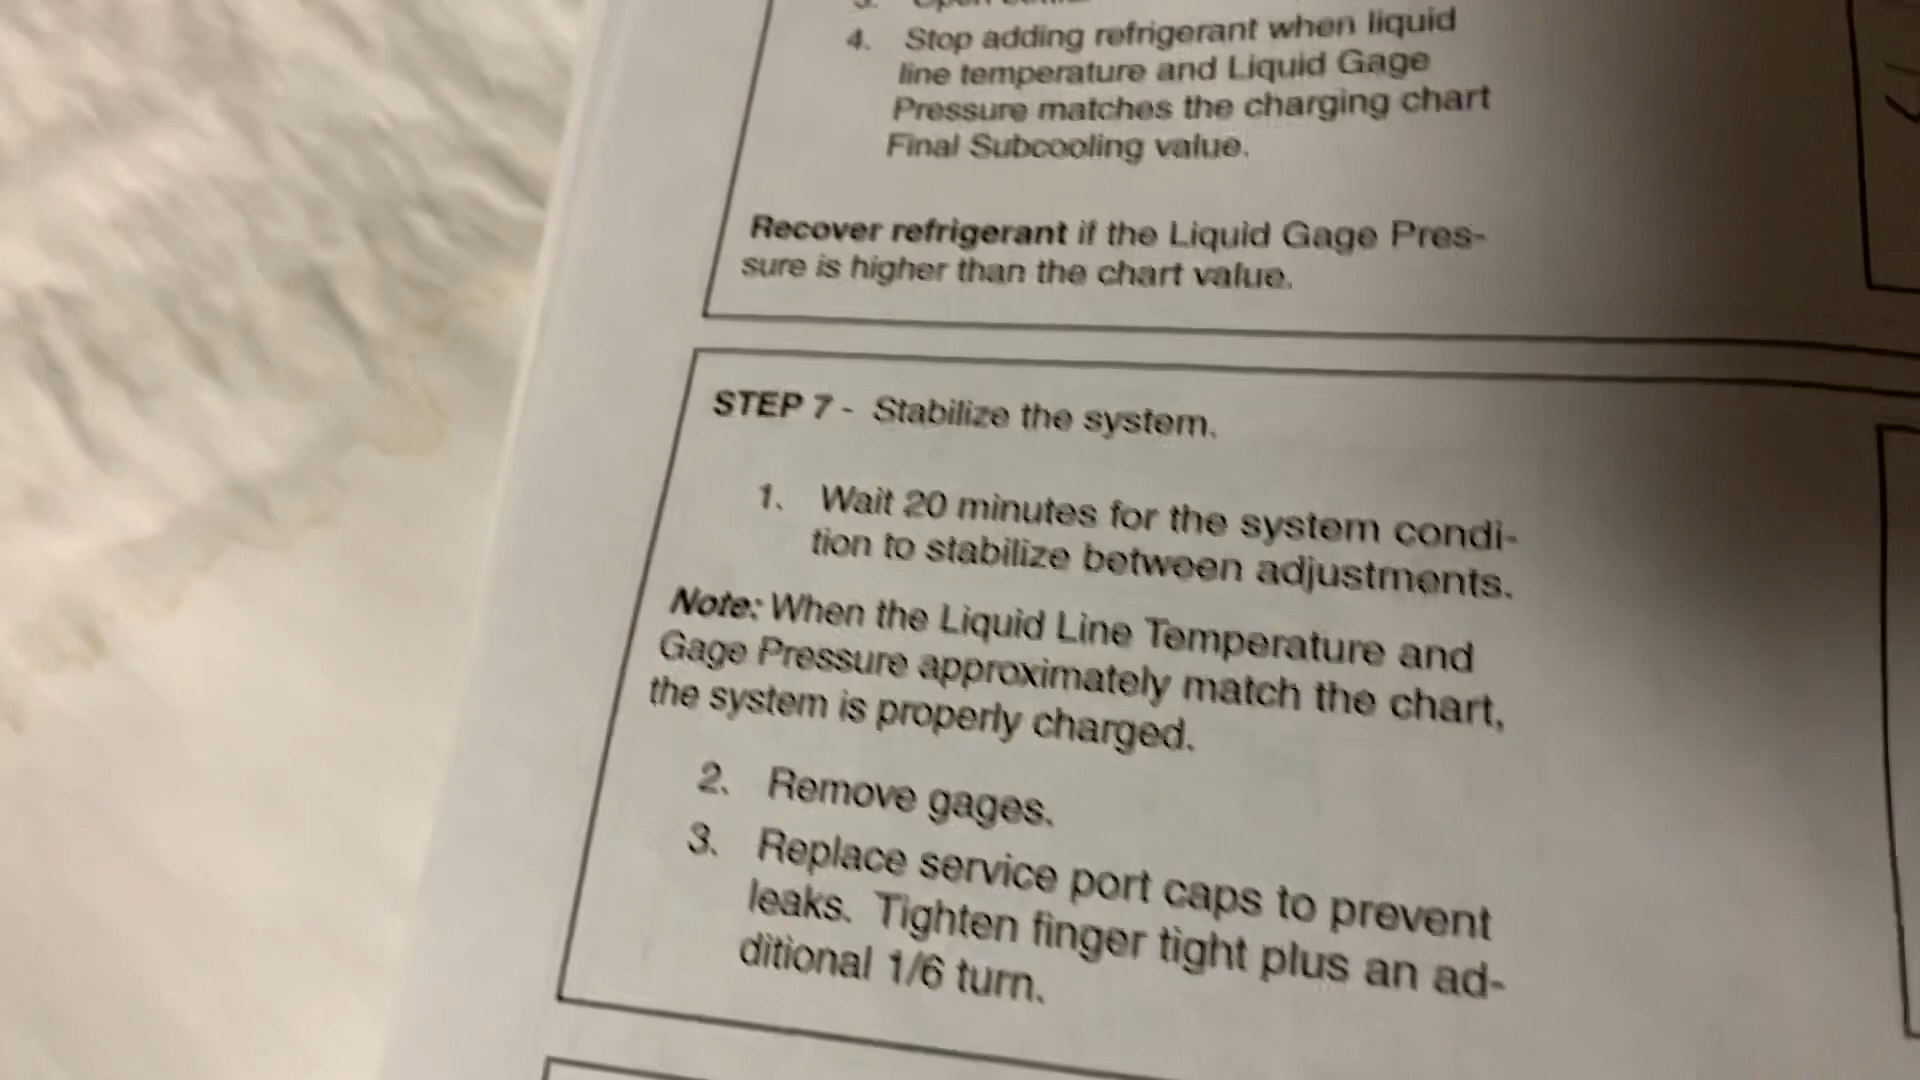 4. Stop adding refrigerant when liquid
line temperature and Liquid Gage
Pressure matches the charging chart
Final Subcooling value.
Recover refrigerant if the Liquid Gage Pres-
sure is higher than the chart value.
STEP 7 - Stabilize the system.
1. Wait 20 minutes for the system condi-
tion to stabilize between adjustments.
Note: When the Liquid Line Temperature and
Gage Pressure approximately match the chart,
the system is properly charged.
2. Remove gages.
3. Replace service port caps to prevent
leaks. Tighten finger tight plus an ad-
ditional 1/6 turn.